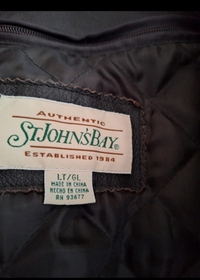 AUTHENTIC
ST.JOHN'S BAY®
ESTABLISHED 1984
LT/GL
MADE IN CHINA
HECHO EN CHINA
RN 93677